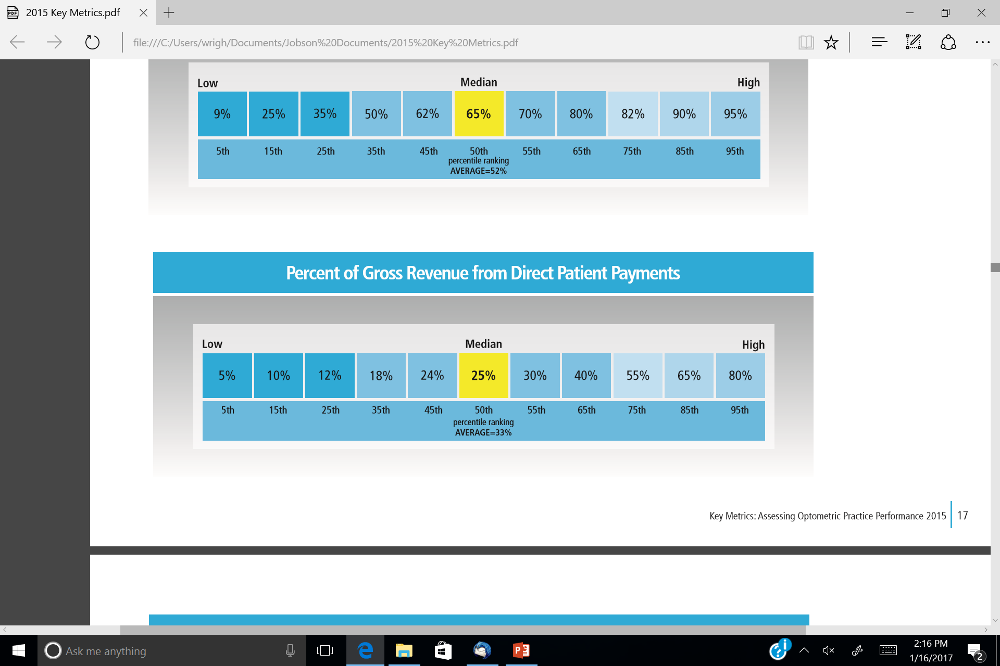 2015 Key Metrics.pdf
file:///C:/Users/wrigh/Documents/Jobson%20Documents/2015%20Key%20Metrics.pdf
Low Median High
9% 25% 35% 50% 62% 65% 70% 80% 82% 90% 95%
5th 15th 25th 35th 45th 50th 55th 65th 75th 85th 95th
percentile ranking
AVERAGE=52%
Percent of Gross Revenue from Direct Patient Payments
Low Median High
5% 10% 12% 18% 24% 25% 30% 40% 55% 65% 80%
5th 15th 25th 35th 45th 50th 55th 65th 75th 85th 95th
percentile ranking
AVERAGE=33%
Key Metrics: Assessing Optometric Practice Performance 2015 17
Ask me anything
2:16 PM
1/16/2017
2